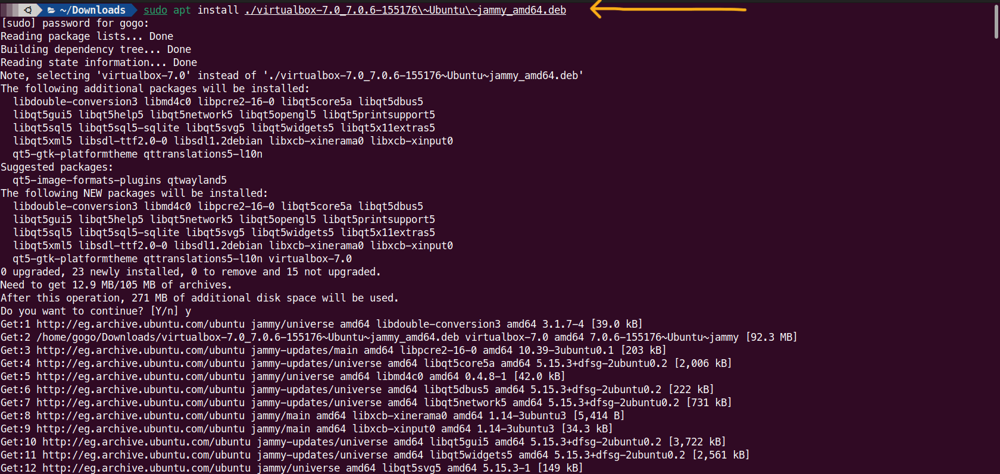 ~/Downloads sudo apt install ./virtualbox-7.0_7.0.6-155176\~Ubuntu\~jammy_amd64.deb
[sudo] password for gogo:
Reading package lists... Done
Building dependency tree... Done
Reading state information... Done
Note, selecting 'virtualbox-7.0' instead of './virtualbox-7.0_7.0.6-155176~Ubuntu~jammy_amd64.deb'
The following additional packages will be installed:
  libdouble-conversion3 libmd4c0 libpcre2-16-0 libqt5core5a libqt5dbus5
  libqt5gui5 libqt5help5 libqt5network5 libqt5opengl5 libqt5printsupport5
  libqt5sql5 libqt5sql5-sqlite libqt5svg5 libqt5widgets5 libqt5x11extras5
  libqt5xml5 libsdl-ttf2.0-0 libsdl1.2debian libxcb-xinerama0 libxcb-xinput0
  qt5-gtk-platformtheme qttranslations5-l10n
Suggested packages:
  qt5-image-formats-plugins qtwayland5
The following NEW packages will be installed:
  libdouble-conversion3 libmd4c0 libpcre2-16-0 libqt5core5a libqt5dbus5
  libqt5gui5 libqt5help5 libqt5network5 libqt5opengl5 libqt5printsupport5
  libqt5sql5 libqt5sql5-sqlite libqt5svg5 libqt5widgets5 libqt5x11extras5
  libqt5xml5 libsdl-ttf2.0-0 libsdl1.2debian libxcb-xinerama0 libxcb-xinput0
  qt5-gtk-platformtheme qttranslations5-l10n virtualbox-7.0
0 upgraded, 23 newly installed, 0 to remove and 15 not upgraded.
Need to get 12.9 MB/105 MB of archives.
After this operation, 271 MB of additional disk space will be used.
Do you want to continue? [Y/n] y
Get:1 http://eg.archive.ubuntu.com/ubuntu jammy/universe amd64 libdouble-conversion3 amd64 3.1.7-4 [39.0 kB]
Get:2 /home/gogo/Downloads/virtualbox-7.0_7.0.6-155176~Ubuntu~jammy_amd64.deb virtualbox-7.0 amd64 7.0.6-155176~Ubuntu~jammy [92.3 MB]
Get:3 http://eg.archive.ubuntu.com/ubuntu jammy-updates/main amd64 libpcre2-16-0 amd64 10.39-3ubuntu0.1 [203 kB]
Get:4 http://eg.archive.ubuntu.com/ubuntu jammy-updates/universe amd64 libqt5core5a amd64 5.15.3+dfsg-2ubuntu0.2 [2,006 kB]
Get:5 http://eg.archive.ubuntu.com/ubuntu jammy/universe amd64 libmd4c0 amd64 0.4.8-1 [42.0 kB]
Get:6 http://eg.archive.ubuntu.com/ubuntu jammy-updates/universe amd64 libqt5dbus5 amd64 5.15.3+dfsg-2ubuntu0.2 [222 kB]
Get:7 http://eg.archive.ubuntu.com/ubuntu jammy-updates/universe amd64 libqt5network5 amd64 5.15.3+dfsg-2ubuntu0.2 [731 kB]
Get:8 http://eg.archive.ubuntu.com/ubuntu jammy/main amd64 libxcb-xinerama0 amd64 1.14-3ubuntu3 [5,414 B]
Get:9 http://eg.archive.ubuntu.com/ubuntu jammy/main amd64 libxcb-xinput0 amd64 1.14-3ubuntu3 [34.3 kB]
Get:10 http://eg.archive.ubuntu.com/ubuntu jammy-updates/universe amd64 libqt5gui5 amd64 5.15.3+dfsg-2ubuntu0.2 [3,722 kB]
Get:11 http://eg.archive.ubuntu.com/ubuntu jammy-updates/universe amd64 libqt5widgets5 amd64 5.15.3+dfsg-2ubuntu0.2 [2,561 kB]
Get:12 http://eg.archive.ubuntu.com/ubuntu jammy/universe amd64 libqt5svg5 amd64 5.15.3-1 [149 kB]